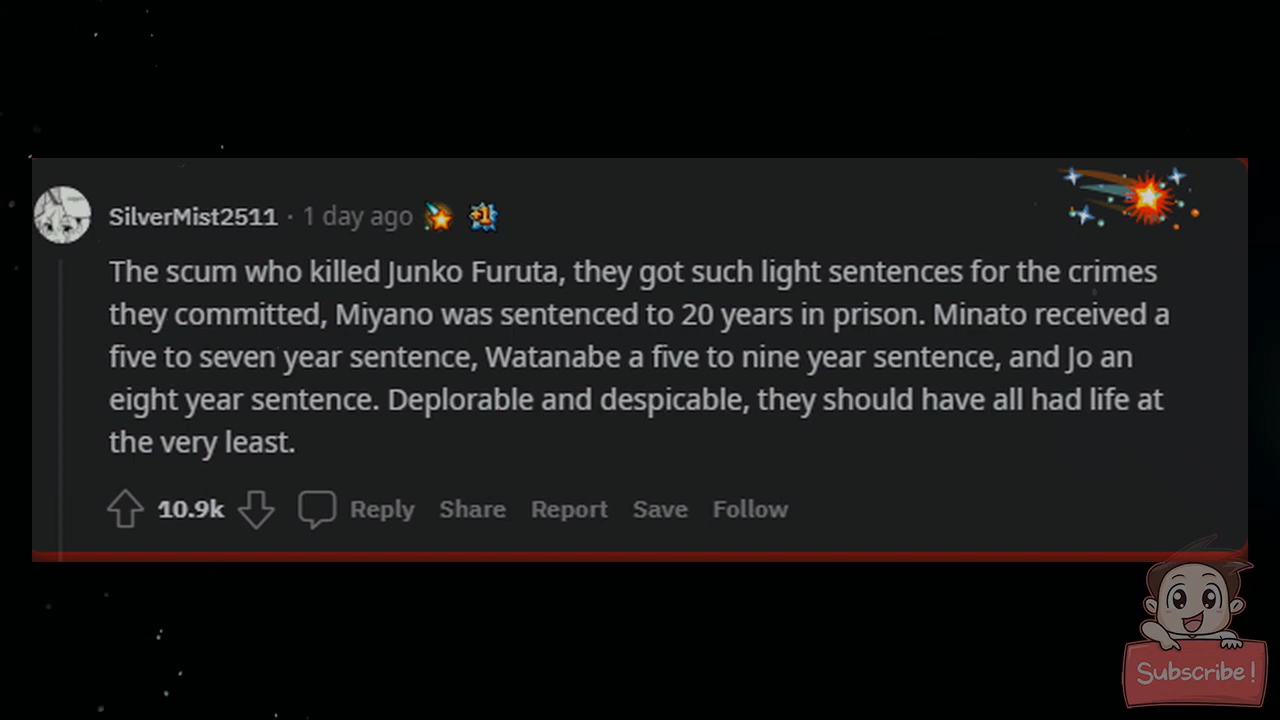 SilverMist2511 · 1 day ago +1
The scum who killed Junko Furuta, they got such light sentences for the crimes
they committed, Miyano was sentenced to 20 years in prison. Minato received a
five to seven year sentence, Watanabe a five to nine year sentence, and Jo an
eight year sentence. Deplorable and despicable, they should have all had life at
the very least.
10.9k Reply Share Report Save Follow
Subscribe!